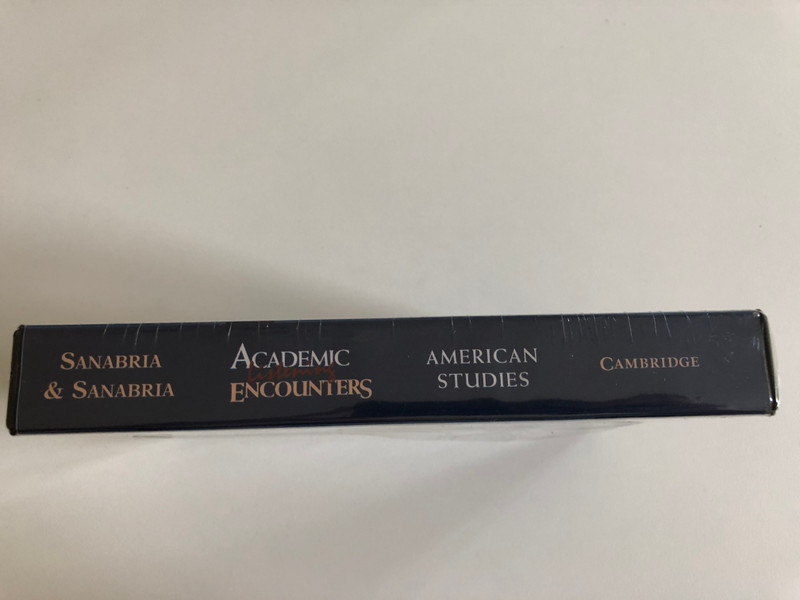 SANABRIA
& SANABRIA
ACADEMIC
Listening
ENCOUNTERS
AMERICAN
STUDIES
CAMBRIDGE